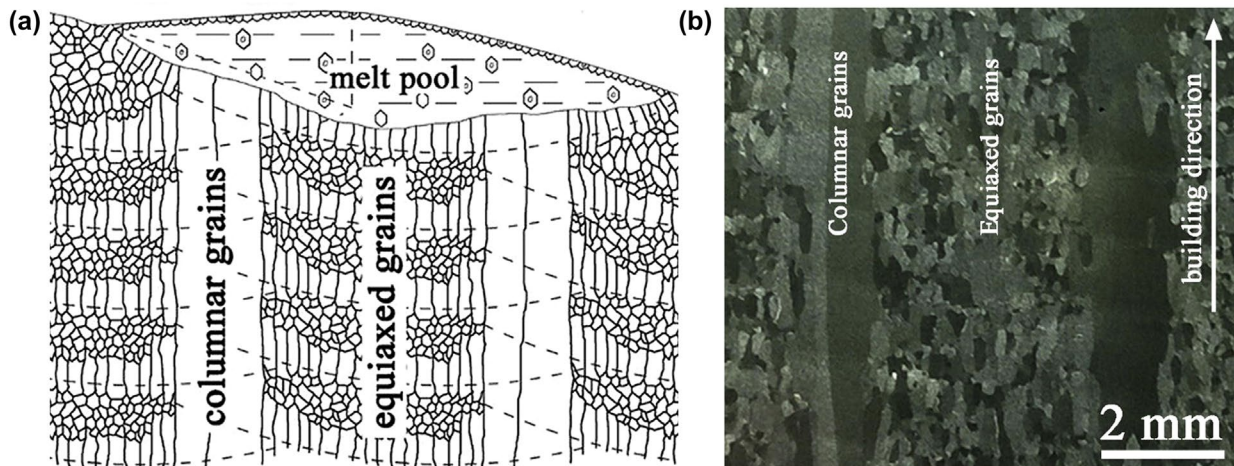 (a)
melt pool
columnar grains
equiaxed grains
(b)
Columnar grains
Equiaxed grains
building direction
2 mm